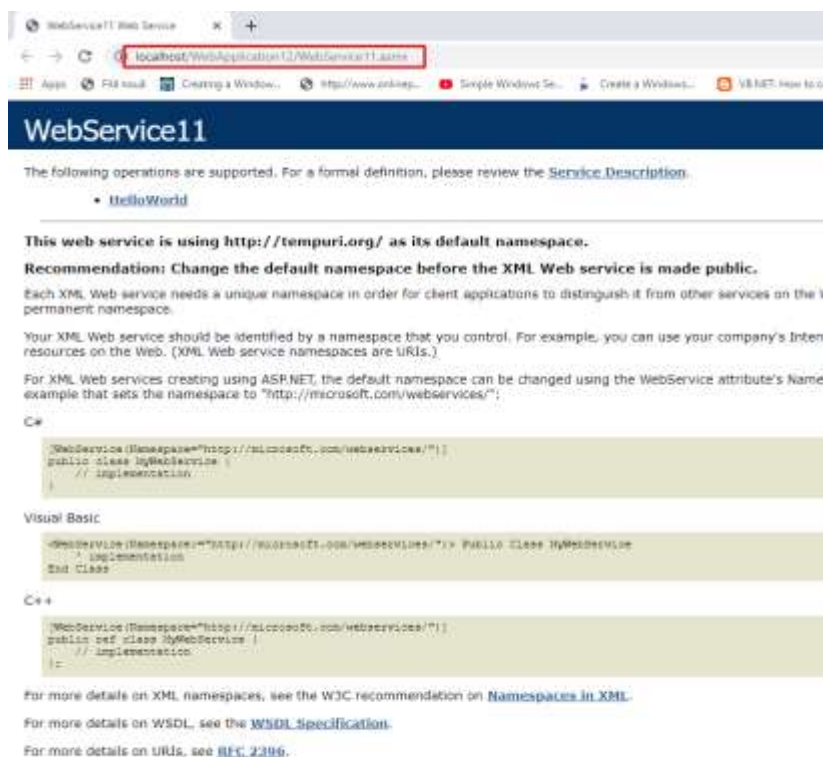 WebService11 Web Service
localhost/WebApplication12/WebService11.asmx
Apps
Creating a Window...
Simple Windows Se...
Create a Windows...
VB.NET: How to c
WebService11
The following operations are supported. For a formal definition, please review the Service Description.
• HelloWorld
This web service is using http://tempuri.org/ as its default namespace.
Recommendation: Change the default namespace before the XML Web service is made public.
Each XML Web service needs a unique namespace in order for client applications to distinguish it from other services on the
permanent namespace.
Your XML Web service should be identified by a namespace that you control. For example, you can use your company's Inter
resources on the Web. (XML Web service namespaces are URIs.)
For XML Web services creating using ASP.NET, the default namespace can be changed using the WebService attribute's Name
example that sets the namespace to "http://microsoft.com/webservices/":
C#
[WebService(Namespace="http://microsoft.com/webservices/")]
public class MyWebService {
// implementation
}
Visual Basic
<WebService(Namespace:="http://microsoft.com/webservices/")> Public Class MyWebService
' implementation
End Class
C++
[WebService(Namespace="http://microsoft.com/webservices/")]
public ref class MyWebService {
// implementation
};
For more details on XML namespaces, see the W3C recommendation on Namespaces in XML.
For more details on WSDL, see the WSDL Specification.
For more details on URIs, see RFC 2396.